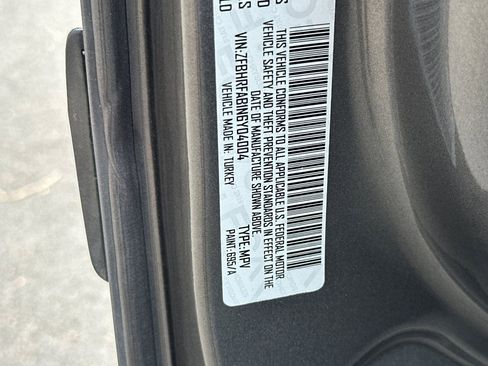 THIS VEHICLE CONFORMS TO ALL APPLICABLE U.S. FEDERAL MOTOR
VEHICLE SAFETY AND THEFT PREVENTION STANDARDS IN EFFECT ON THE
DATE OF MANUFACTURE SHOWN ABOVE.
VIN: ZFBHRFAB1N6Y04004 TYPE: MPV
VEHICLE MADE IN: TURKEY PAINT: 695/A